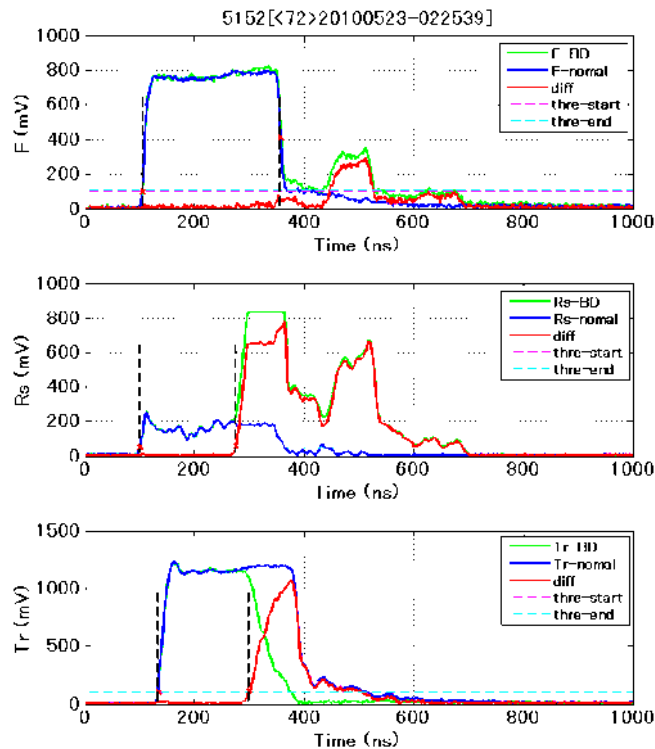 5152[<72>20100523-022539]
F (mV)
1000
800
600
400
200
0
F-BD
F-nomal
diff
thre-start
thre-end
0 200 400 600 800 1000
Time (ns)
Rs (mV)
1000
800
600
400
200
0
Rs-BD
Rs-nomal
diff
thre-start
thre-end
0 200 400 600 800 1000
Time (ns)
Tr (mV)
1500
1000
500
0
Tr-BD
Tr-nomal
diff
thre-start
thre-end
0 200 400 600 800 1000
Time (ns)